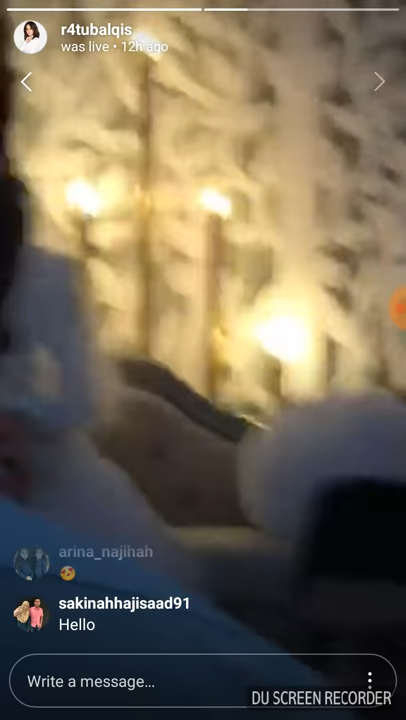 r4tubalqis
was live • 12h ago
arina_najihah
😍
sakinahhajisaad91
Hello
Write a message...
DU SCREEN RECORDER